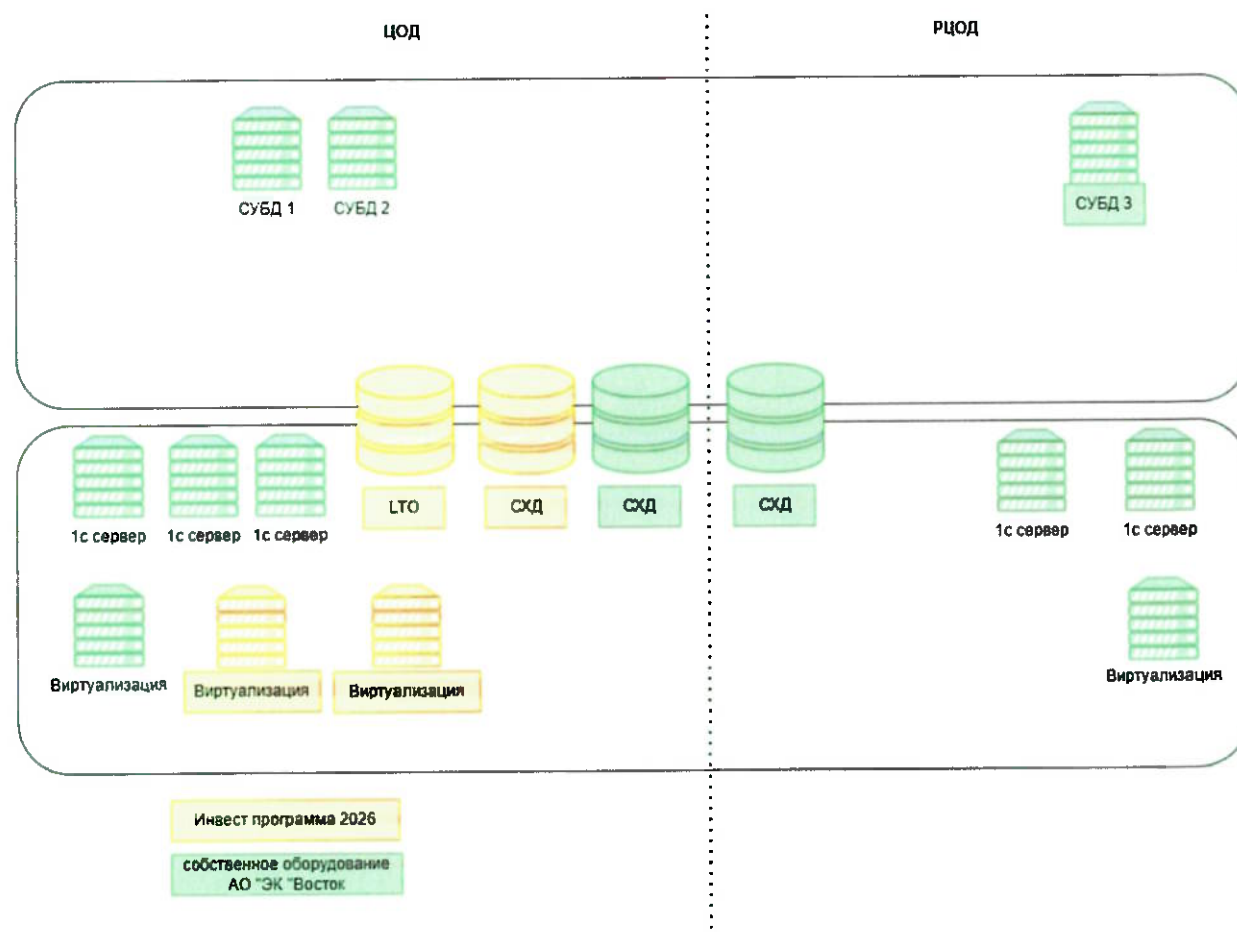 ЦОД
РЦОД
СУБД 1
СУБД 2
СУБД 3
LTO
СХД
СХД
СХД
1с сервер
1с сервер
1с сервер
1с сервер
1с сервер
Виртуализация
Виртуализация
Виртуализация
Виртуализация
Инвест программа 2026
собственное оборудование
АО "ЭК "Восток